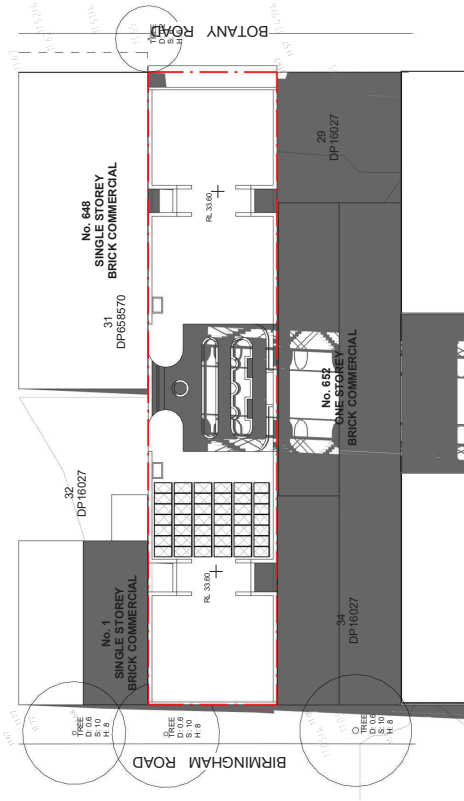 BOTANY ROAD
TREE
No. 648
SINGLE STOREY
BRICK COMMERCIAL
31
DP658570
29
DP16027
RL 33.60
No. 652
ONE STOREY
BRICK COMMERCIAL
32
DP16027
No. 1
SINGLE STOREY
BRICK COMMERCIAL
RL 33.60
34
DP16027
TREE
D: 0.6
S: 10
H: 8
TREE
D: 0.6
S: 10
H: 8
TREE
D: 0.6
S: 10
H: 8
BIRMINGHAM ROAD